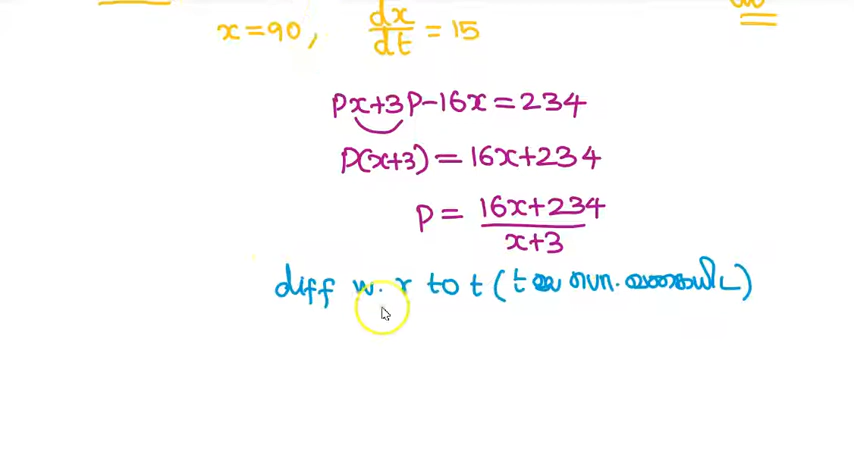 x = 90, dx/dt = 15
Px+3P-16x = 234
P(x+3) = 16x+234
P = 16x+234 / x+3
diff w. r to t (t